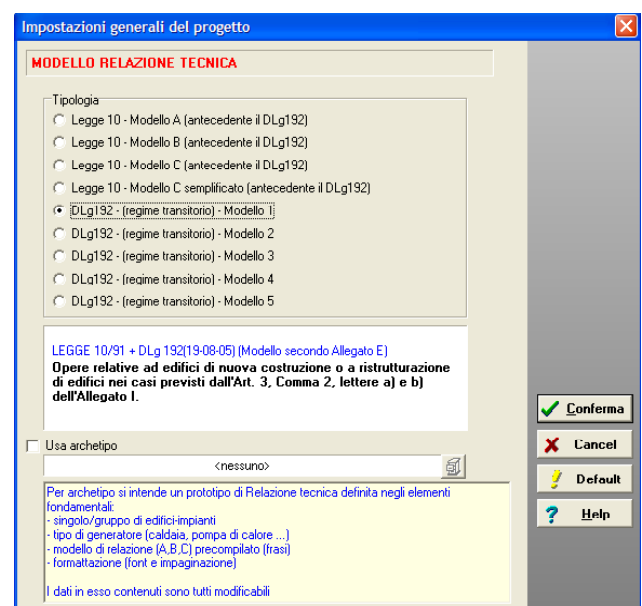 Impostazioni generali del progetto
MODELLO RELAZIONE TECNICA
Tipologia
Legge 10 - Modello A (antecedente il DLg192)
Legge 10 - Modello B (antecedente il DLg192)
Legge 10 - Modello C (antecedente il DLg192)
Legge 10 - Modello C semplificato (antecedente il DLg192)
DLg192 - (regime transitorio) - Modello 1
DLg192 - (regime transitorio) - Modello 2
DLg192 - (regime transitorio) - Modello 3
DLg192 - (regime transitorio) - Modello 4
DLg192 - (regime transitorio) - Modello 5
LEGGE 10/91 + DLg 192(19-08-05) (Modello secondo Allegato E)
Opere relative ad edifici di nuova costruzione o a ristrutturazione
di edifici nei casi previsti dall'Art. 3, Comma 2, lettere a) e b)
dell'Allegato I.
Usa archetipo
<nessuno>
Per archetipo si intende un prototipo di Relazione tecnica definita negli elementi
fondamentali:
- singolo/gruppo di edifici-impianti
- tipo di generatore (caldaia, pompa di calore ...)
- modello di relazione (A,B,C) precompilato (frasi)
- formattazione (font e impaginazione)
I dati in esso contenuti sono tutti modificabili
Conferma
Cancel
Default
Help